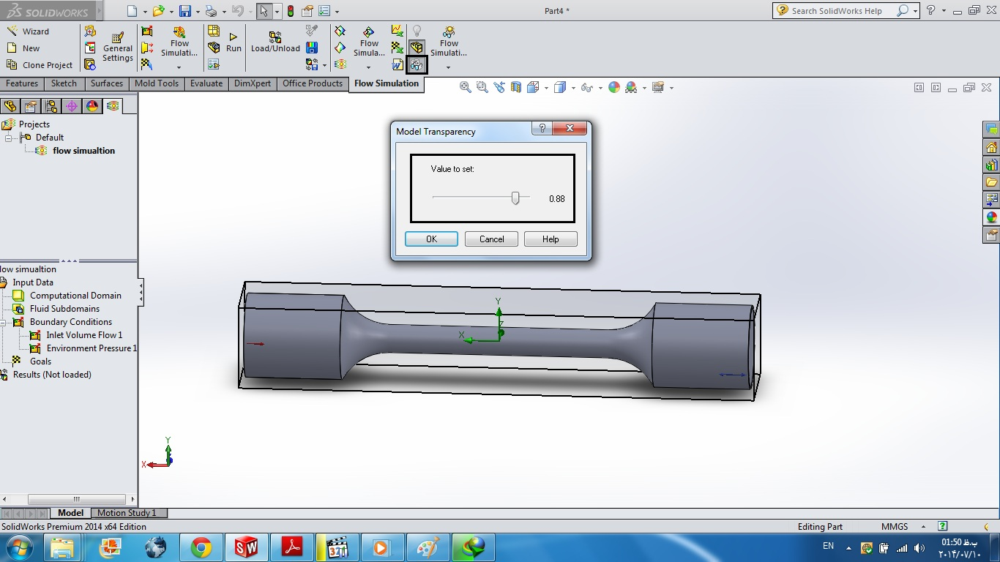 SOLIDWORKS
Part4 *
Search SolidWorks Help
Wizard
New
Clone Project
General
Settings
Flow
Simulati...
Run
Load/Unload
Flow
Simula...
Flow
Simulati...
Features
Sketch
Surfaces
Mold Tools
Evaluate
DimXpert
Office Products
Flow Simulation
Projects
Default
flow simualtion
low simualtion
Input Data
Computational Domain
Fluid Subdomains
Boundary Conditions
Inlet Volume Flow 1
Environment Pressure 1
Goals
Results (Not loaded)
Model Transparency
Value to set:
0.88
OK
Cancel
Help
Y
X
Z
Y
X
Model
Motion Study 1
SolidWorks Premium 2014 x64 Edition
Editing Part
MMGS
SW
321
EN
01:50 ب.ظ
۲۰۱۴/۰۷/۱۰